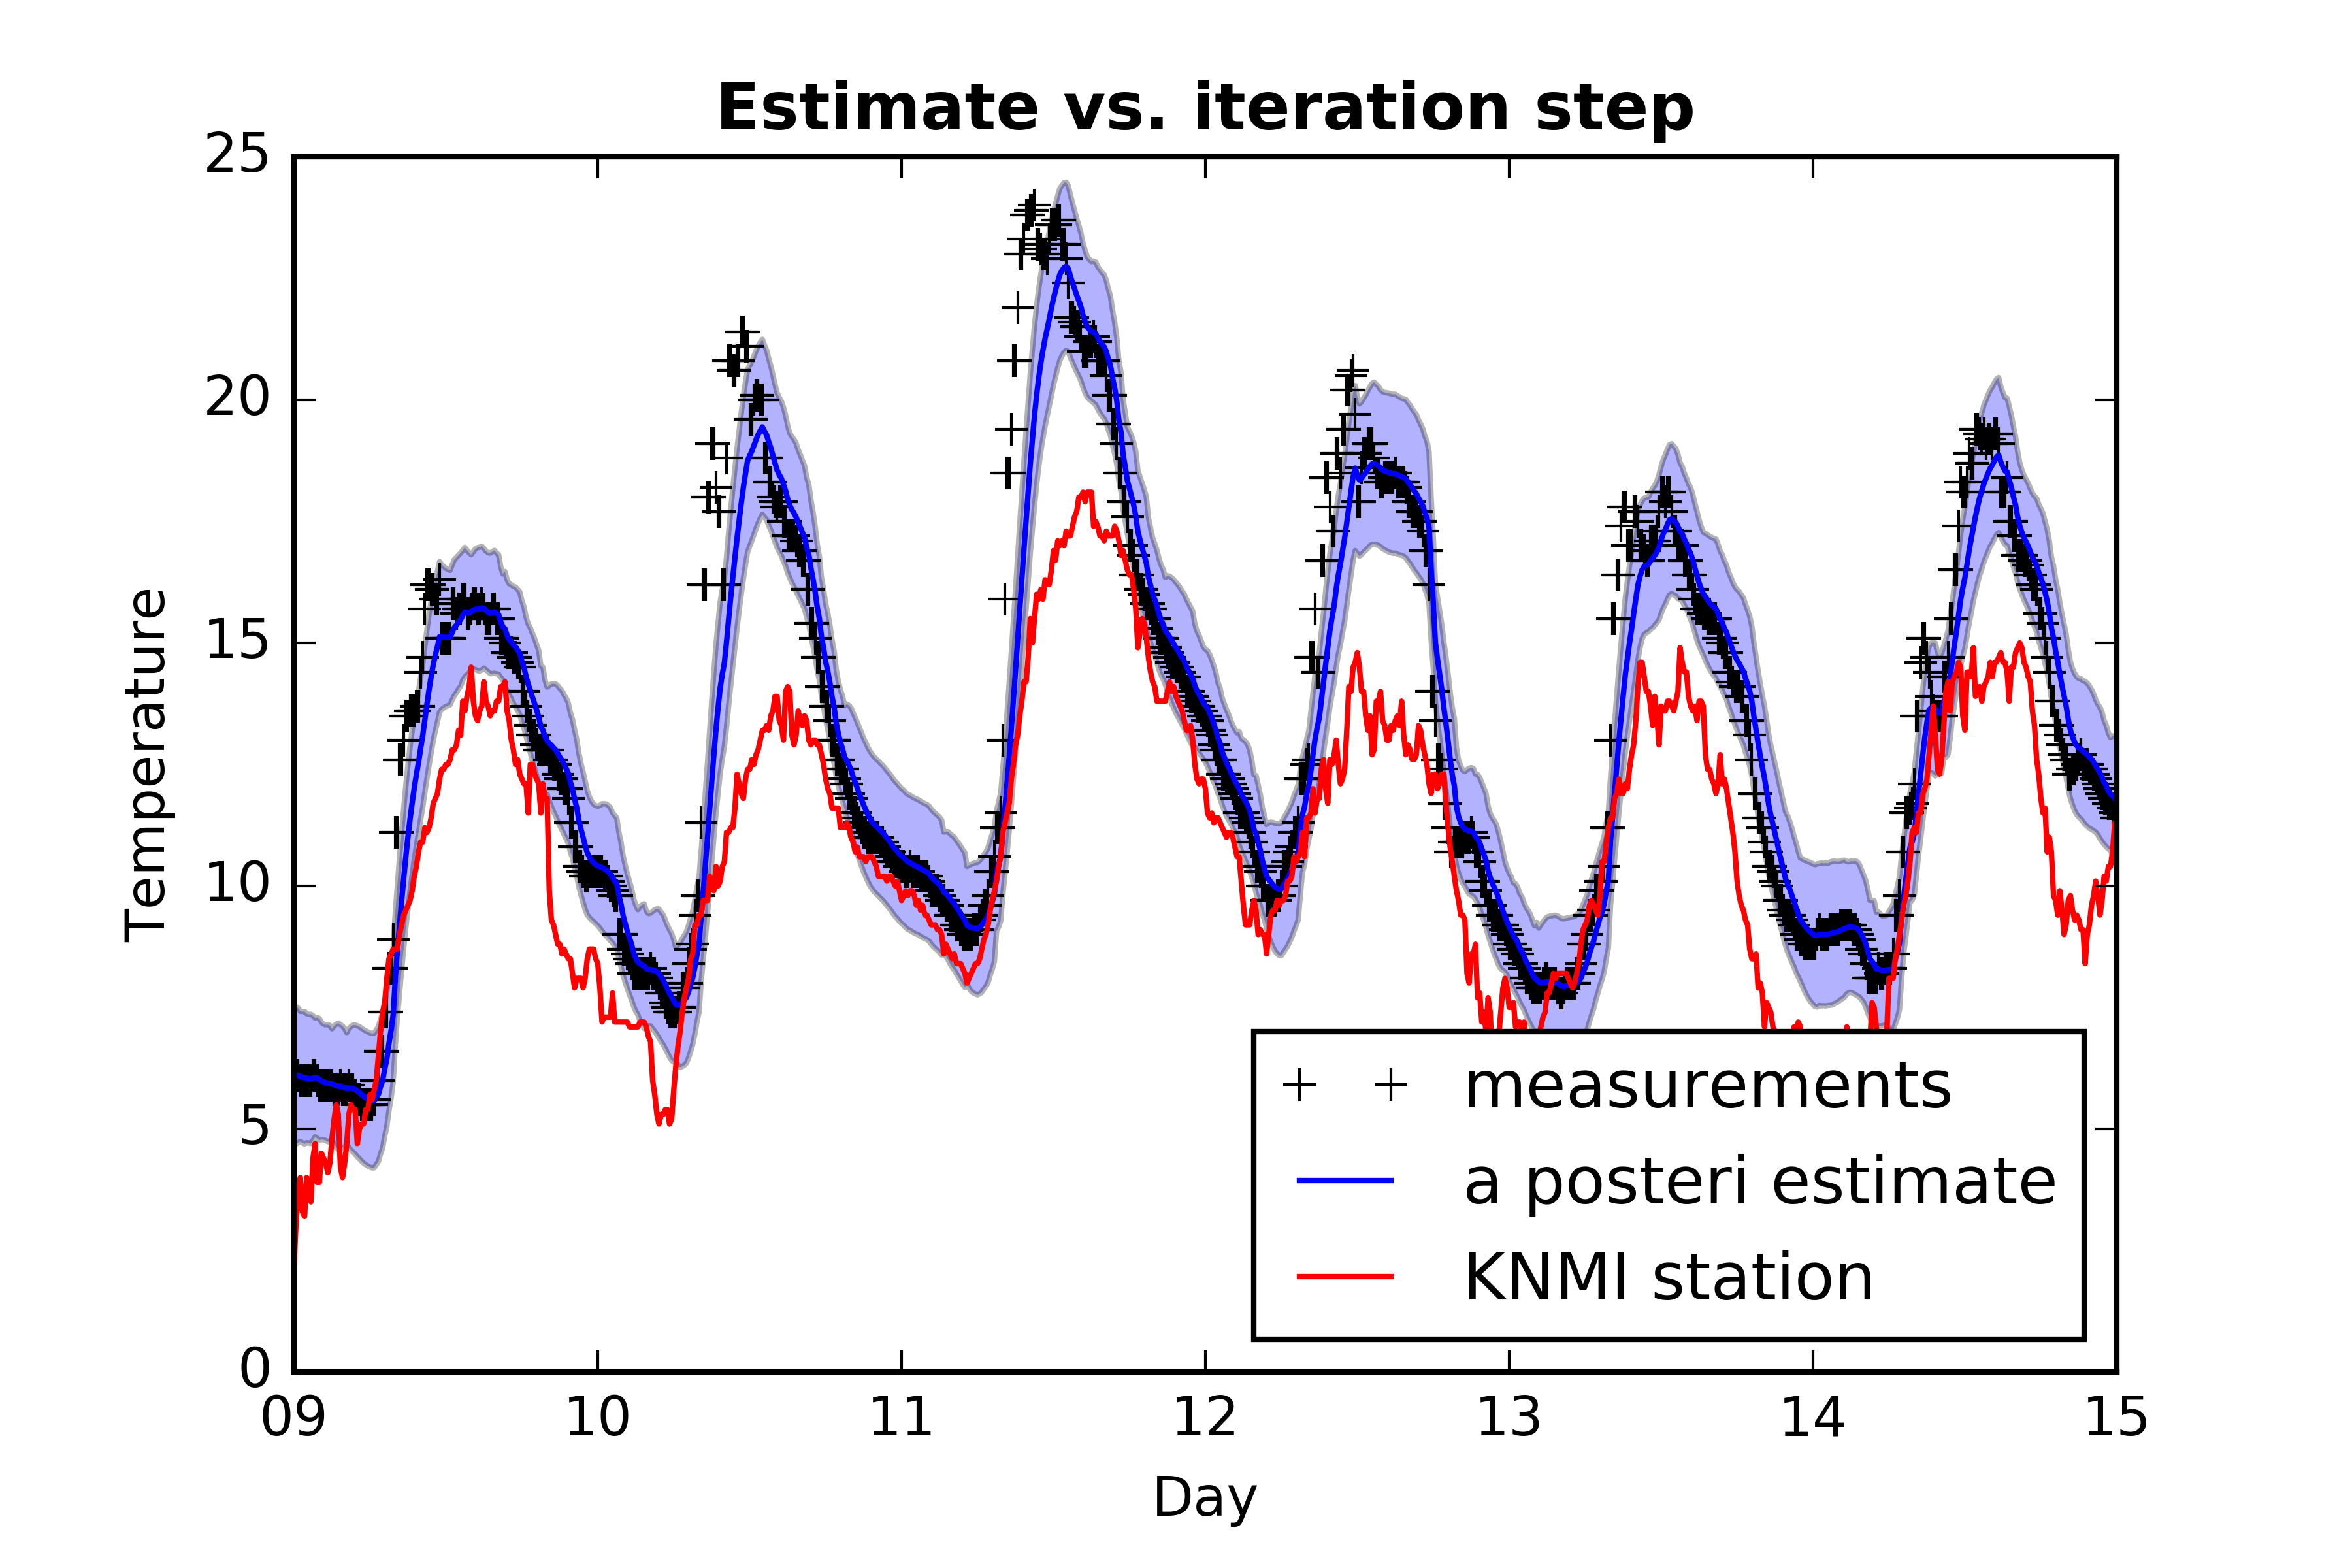 Estimate vs. iteration step
25
20
15
10
5
0
Temperature
09 10 11 12 13 14 15
Day
measurements
a posteri estimate
KNMI station